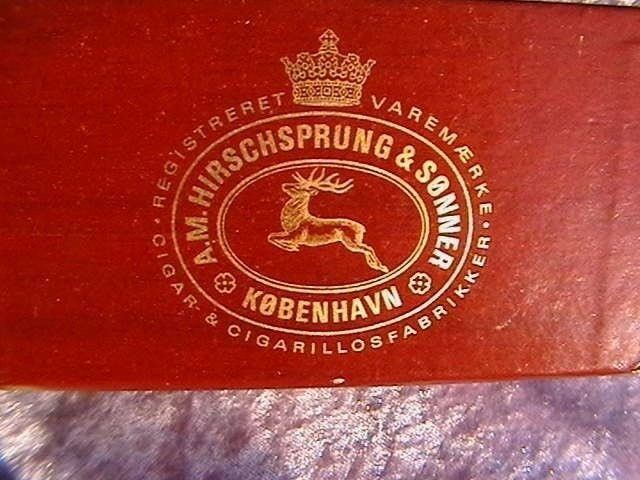 REGISTRERET VAREMÆRKE
A.M. HIRSCHSPRUNG & SØNNER
KØBENHAVN
CIGAR- & CIGARILLOSFABRIKKER